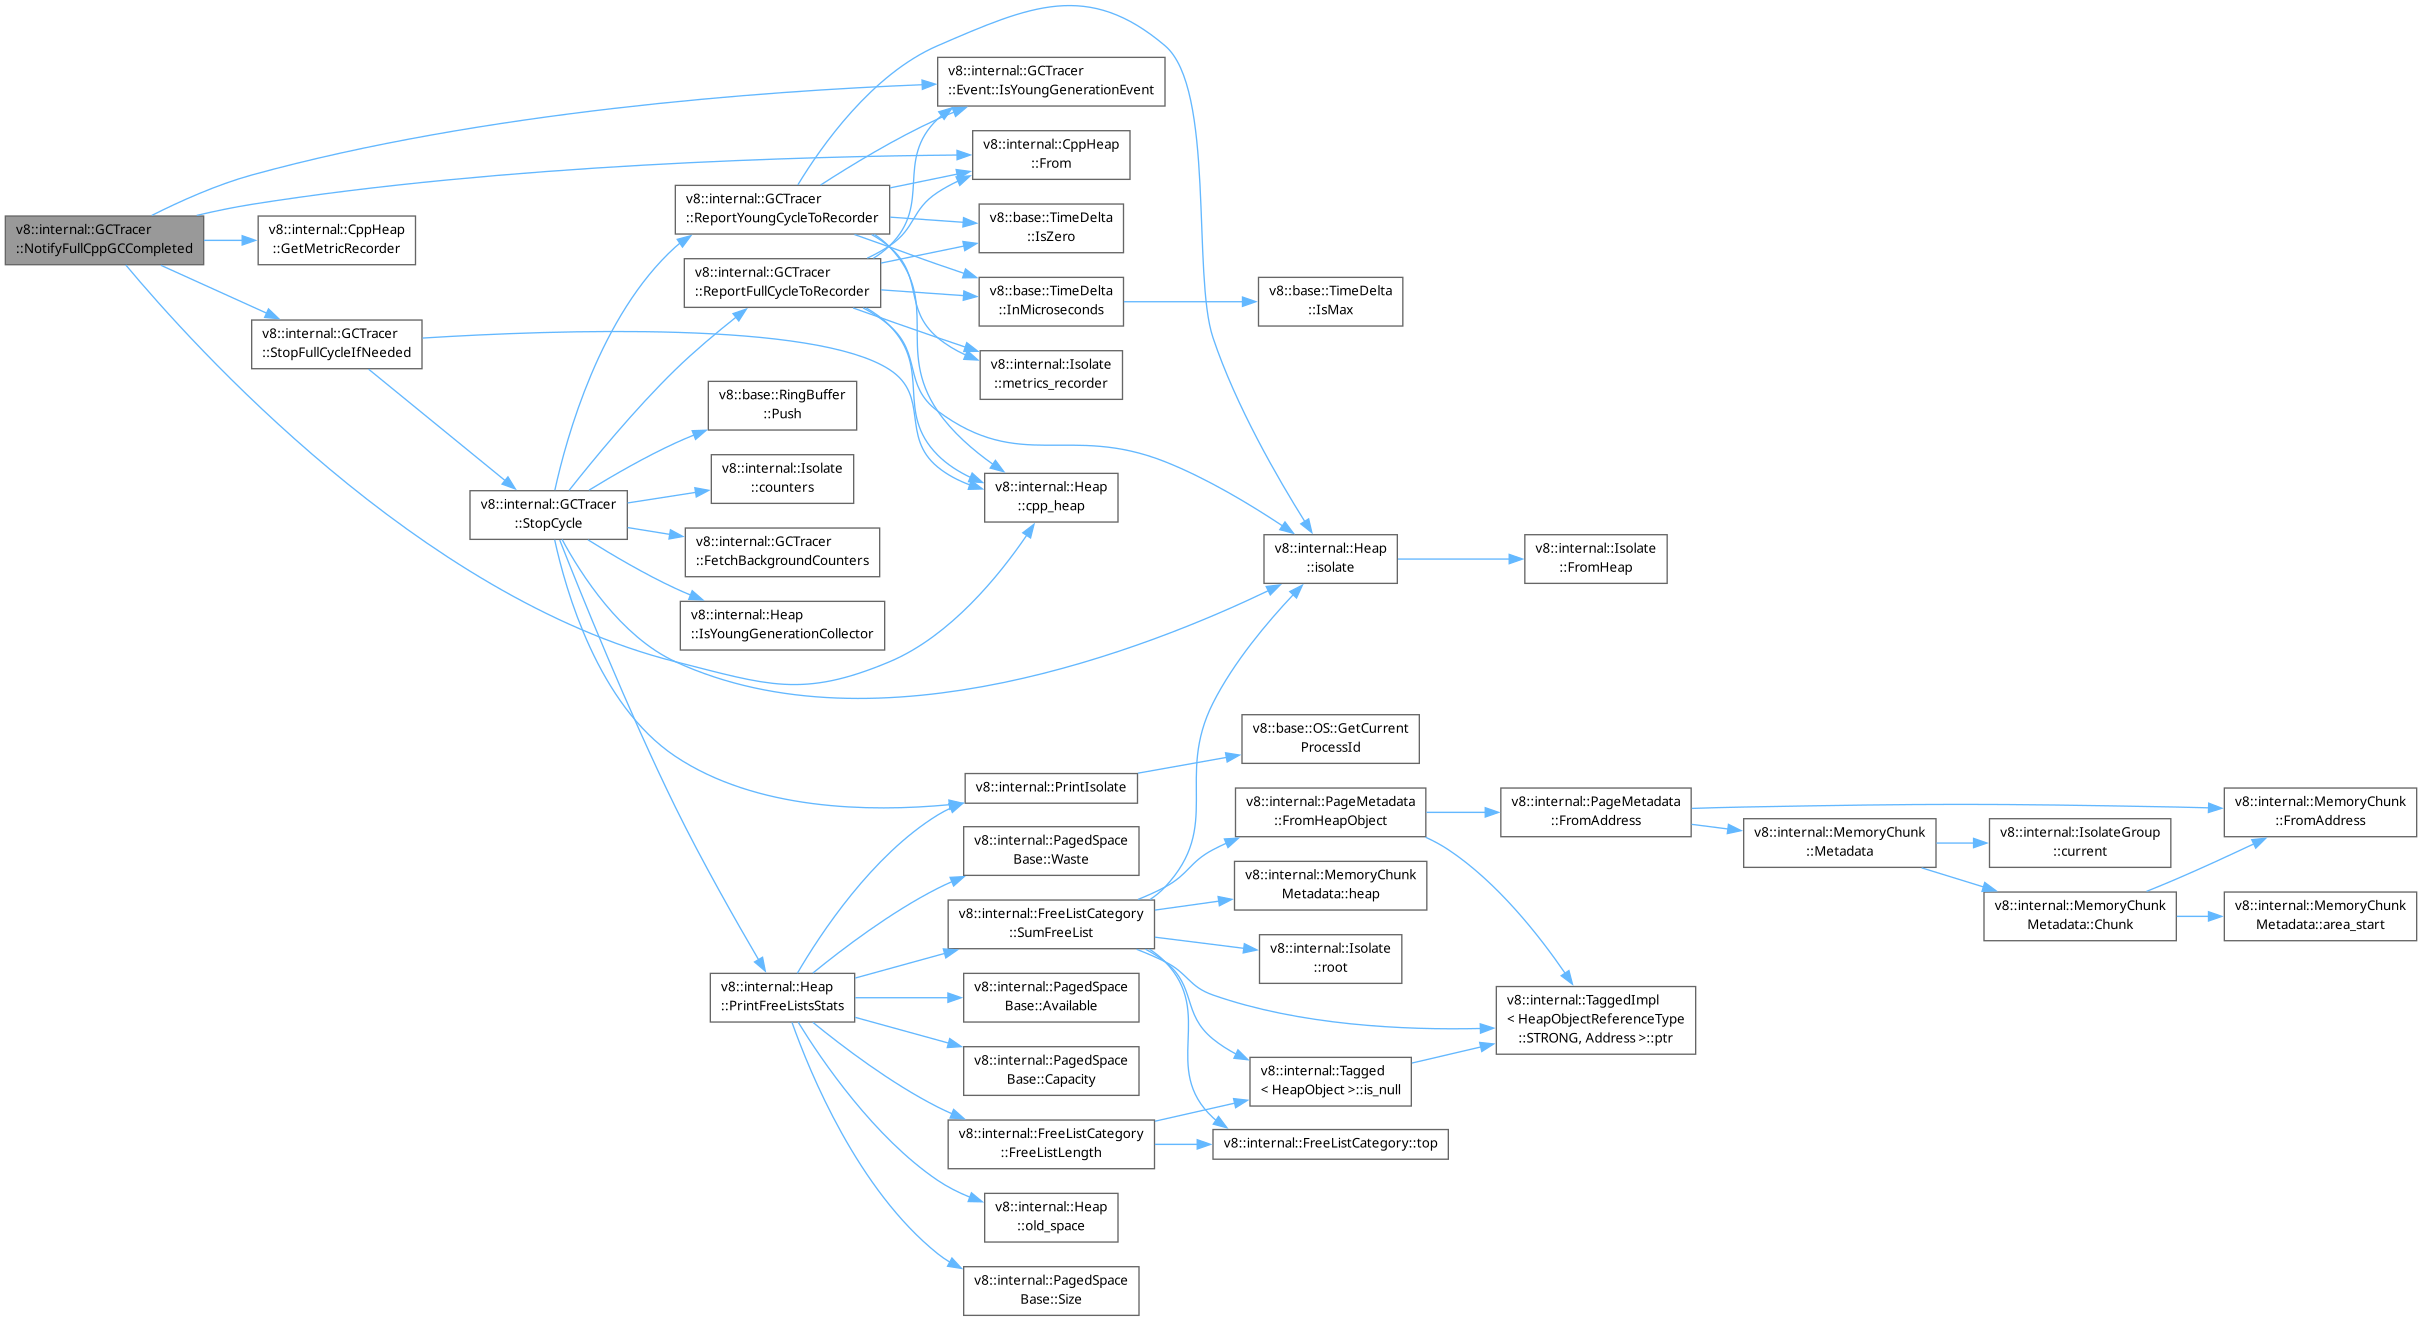 v8::internal::GCTracer
::NotifyFullCppGCCompleted
v8::internal::CppHeap
::GetMetricRecorder
v8::internal::GCTracer
::StopFullCycleIfNeeded
v8::internal::GCTracer
::StopCycle
v8::internal::GCTracer
::ReportYoungCycleToRecorder
v8::internal::GCTracer
::ReportFullCycleToRecorder
v8::base::RingBuffer
::Push
v8::internal::Isolate
::counters
v8::internal::GCTracer
::FetchBackgroundCounters
v8::internal::Heap
::IsYoungGenerationCollector
v8::internal::Heap
::PrintFreeListsStats
v8::internal::GCTracer
::Event::IsYoungGenerationEvent
v8::internal::CppHeap
::From
v8::base::TimeDelta
::IsZero
v8::base::TimeDelta
::InMicroseconds
v8::internal::Isolate
::metrics_recorder
v8::internal::Heap
::cpp_heap
v8::internal::PrintIsolate
v8::internal::PagedSpace
Base::Waste
v8::internal::FreeListCategory
::SumFreeList
v8::internal::PagedSpace
Base::Available
v8::internal::PagedSpace
Base::Capacity
v8::internal::FreeListCategory
::FreeListLength
v8::internal::Heap
::old_space
v8::internal::PagedSpace
Base::Size
v8::base::TimeDelta
::IsMax
v8::internal::Heap
::isolate
v8::base::OS::GetCurrent
ProcessId
v8::internal::PageMetadata
::FromHeapObject
v8::internal::MemoryChunk
Metadata::heap
v8::internal::Isolate
::root
v8::internal::Tagged
< HeapObject >::is_null
v8::internal::FreeListCategory::top
v8::internal::Isolate
::FromHeap
v8::internal::PageMetadata
::FromAddress
v8::internal::TaggedImpl
< HeapObjectReferenceType
::STRONG, Address >::ptr
v8::internal::MemoryChunk
::Metadata
v8::internal::IsolateGroup
::current
v8::internal::MemoryChunk
Metadata::Chunk
v8::internal::MemoryChunk
::FromAddress
v8::internal::MemoryChunk
Metadata::area_start